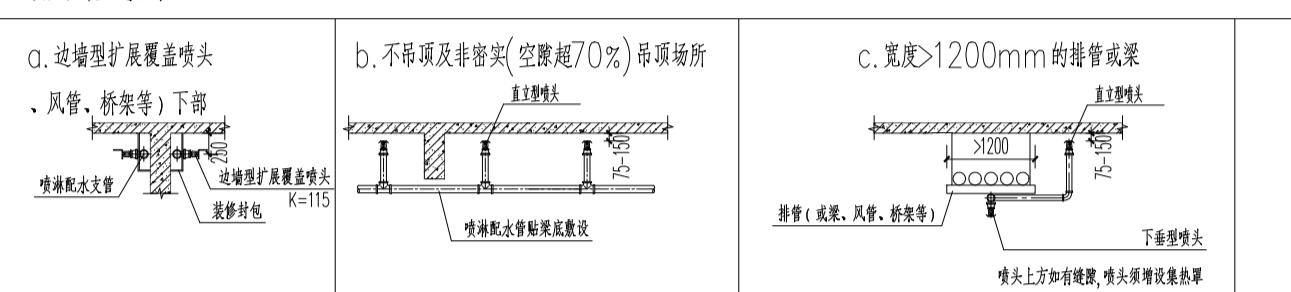 a.边墙型扩展覆盖喷头
、风管、桥架等）下部
250
喷淋配水支管
边墙型扩展覆盖喷头
K=115
装修封包
b.不吊顶及非密实(空隙超70%)吊顶场所
直立型喷头
75-150
喷淋配水管贴梁底敷设
c.宽度>1200mm的排管或梁
直立型喷头
>1200
75-150
排管（或梁、风管、桥架等）
下垂型喷头
喷头上方如有缝隙,喷头须增设集热罩